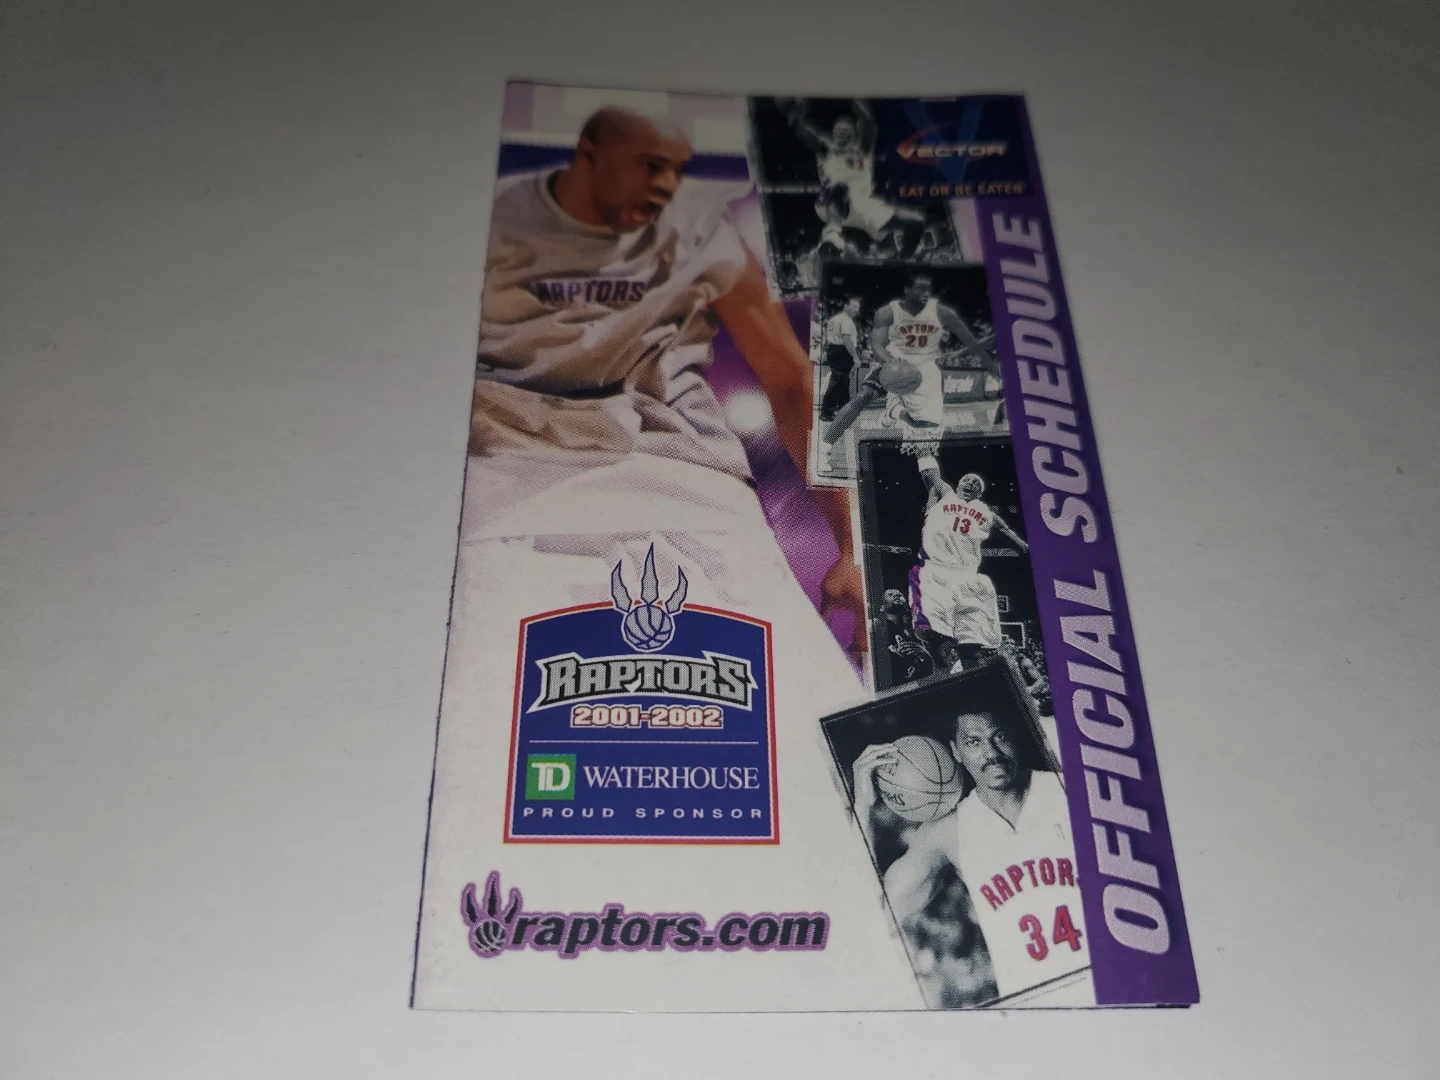 VECTOR
EAT OR BE EATEN
OFFICIAL SCHEDULE
RAPTORS
RAPTORS
20
RAPTORS
13
RAPTORS
2001-2002
TD WATERHOUSE
PROUD SPONSOR
RAPTOR
34
raptors.com